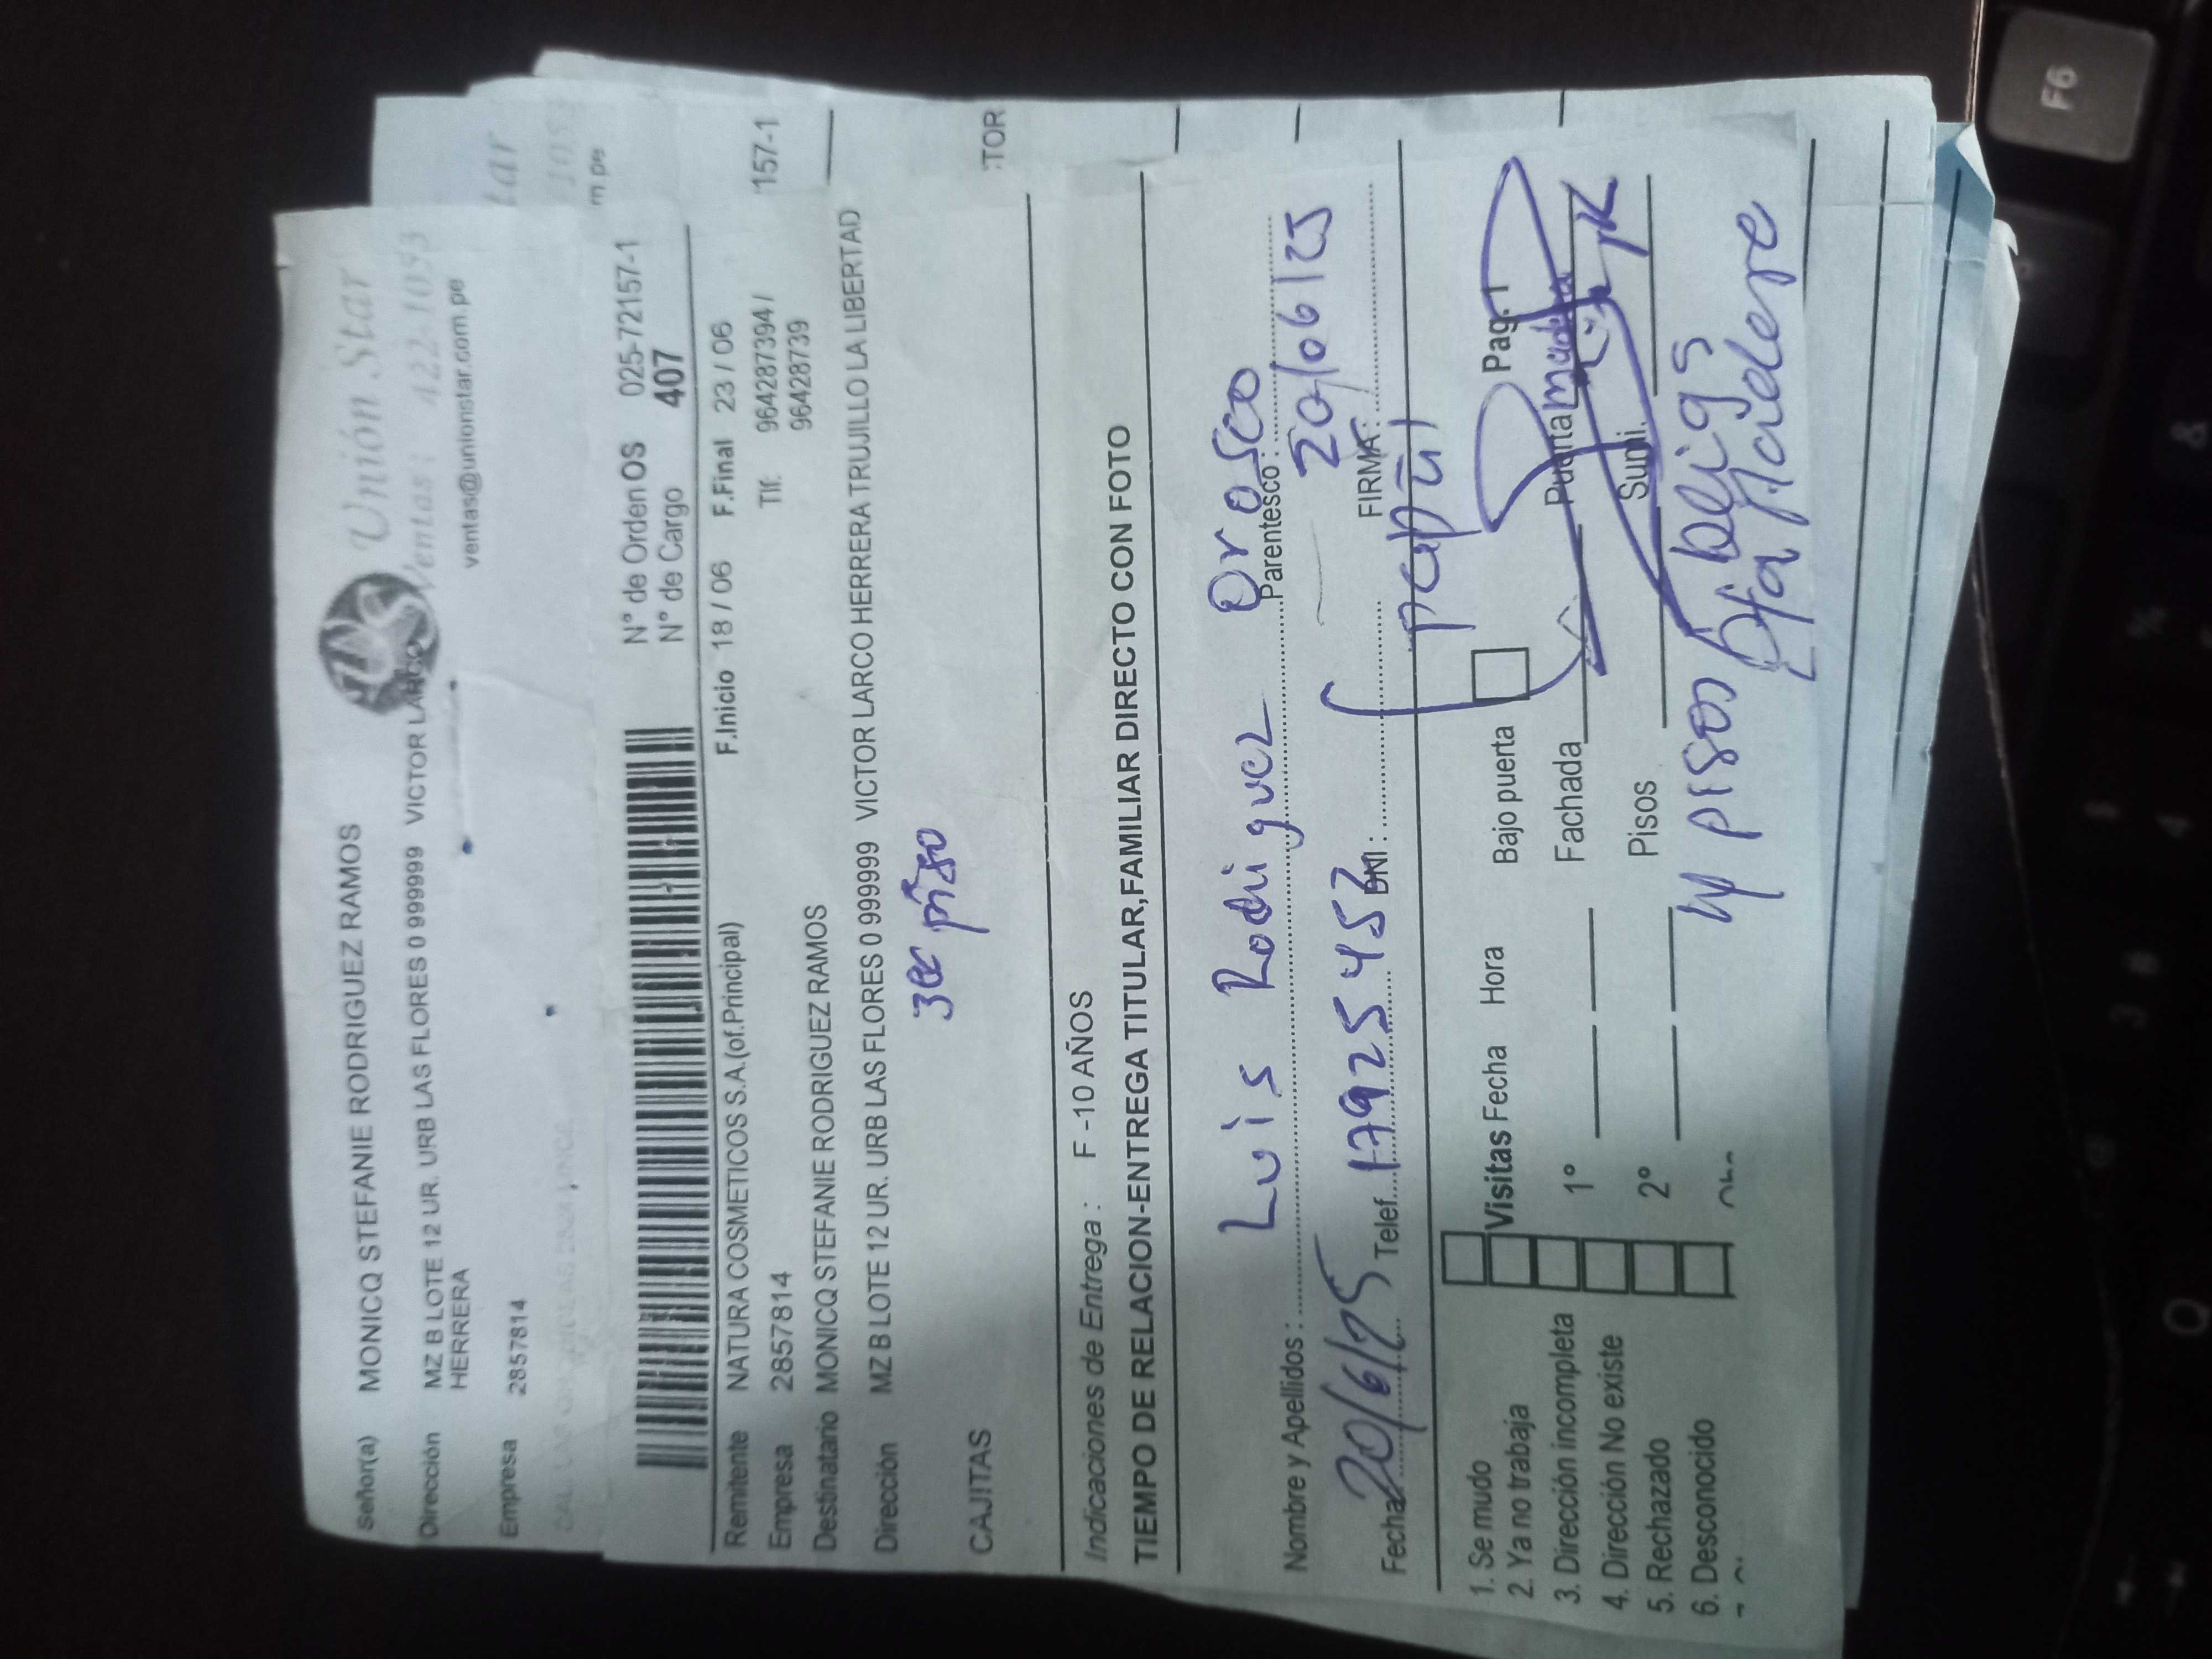 Señor(a) MONICQ STEFANIE RODRIGUEZ RAMOS
Unión Star
Ventas: 422-1053
ventas@unionstar.com.pe
Dirección MZ B LOTE 12 UR. URB LAS FLORES 0 999999 VICTOR LARCO
HERRERA
Empresa 2857814
N° de Orden OS 025-72157-1
N° de Cargo 407
Remitente NATURA COSMETICOS S.A.(of.Principal) F.Inicio 18 / 06 F.Final 23 / 06
157-1
Empresa 2857814 Tlf: 964287394 /
96428739
Destinatario MONICQ STEFANIE RODRIGUEZ RAMOS
Dirección MZ B LOTE 12 UR. URB LAS FLORES 0 999999 VICTOR LARCO HERRERA TRUJILLO LA LIBERTAD
3er piso
CAJITAS
TOR
Indicaciones de Entrega : F -10 AÑOS
TIEMPO DE RELACION-ENTREGA TITULAR,FAMILIAR DIRECTO CON FOTO
Nombre y Apellidos : Luis Rodriguez Orosco Parentesco :
20/06/25
Fecha 20/6/25 Telef. 17925457 DNI : FIRMA :
papá
1. Se mudo
2. Ya no trabaja
3. Dirección incompleta
4. Dirección No existe
5. Rechazado
6. Desconocido
Visitas Fecha Hora
1°
2°
Bajo puerta Pag-1
Fachada Puerta madera
Pisos Sumi.
4 pisos beige